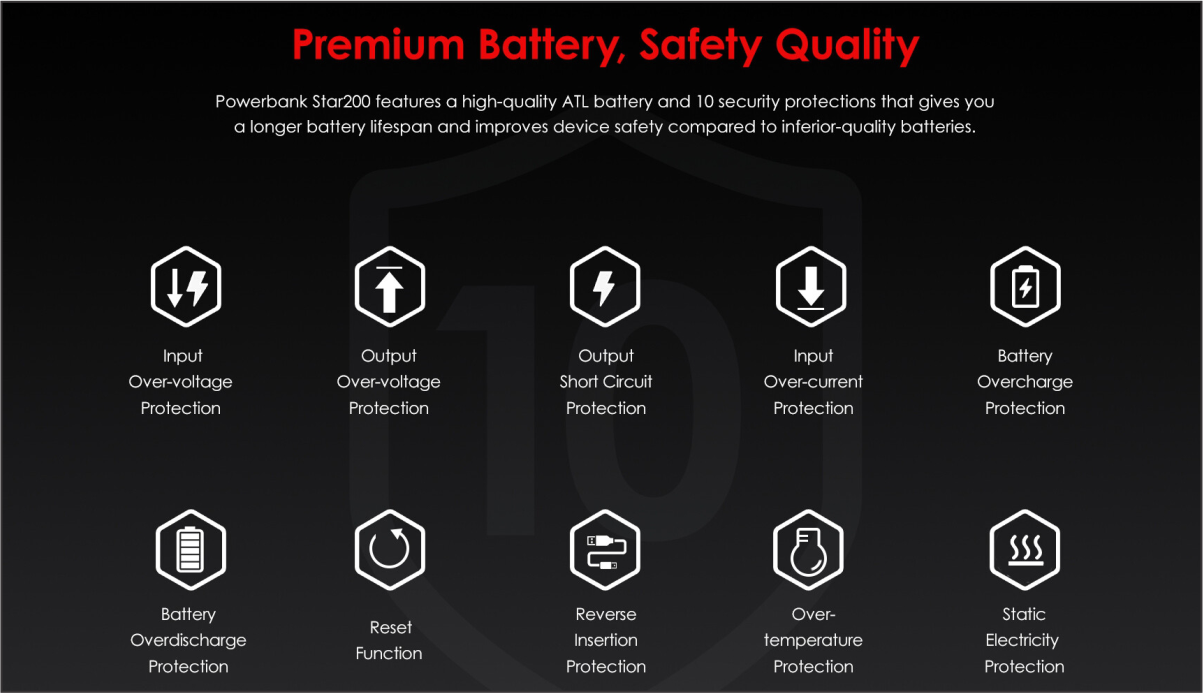 Premium Battery, Safety Quality
Powerbank Star200 features a high-quality ATL battery and 10 security protections that gives you
a longer battery lifespan and improves device safety compared to inferior-quality batteries.
10
Input
Over-voltage
Protection
Output
Over-voltage
Protection
Output
Short Circuit
Protection
Input
Over-current
Protection
Battery
Overcharge
Protection
Battery
Overdischarge
Protection
Reset
Function
Reverse
Insertion
Protection
Over-
temperature
Protection
Static
Electricity
Protection